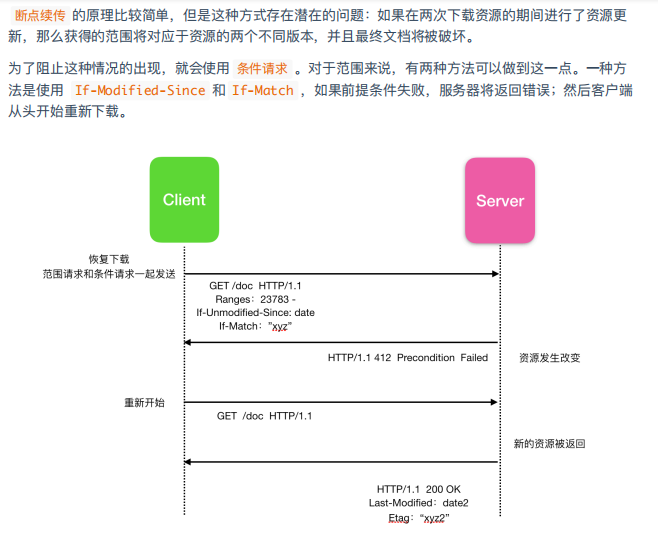 断点续传 的原理比较简单，但是这种方式存在潜在的问题：如果在两次下载资源的期间进行了资源更
新，那么获得的范围将对应于资源的两个不同版本，并且最终文档将被破坏。
为了阻止这种情况的出现，就会使用 条件请求 。对于范围来说，有两种方法可以做到这一点。一种方
法是使用 If-Modified-Since 和 If-Match ，如果前提条件失败，服务器将返回错误；然后客户端
从头开始重新下载。
Client
Server
恢复下载
范围请求和条件请求一起发送
GET /doc HTTP/1.1
Ranges：23783 -
If-Unmodified-Since: date
If-Match："xyz"
HTTP/1.1 412 Precondition Failed
资源发生改变
重新开始
GET /doc HTTP/1.1
新的资源被返回
HTTP/1.1 200 OK
Last-Modified：date2
Etag：“xyz2”